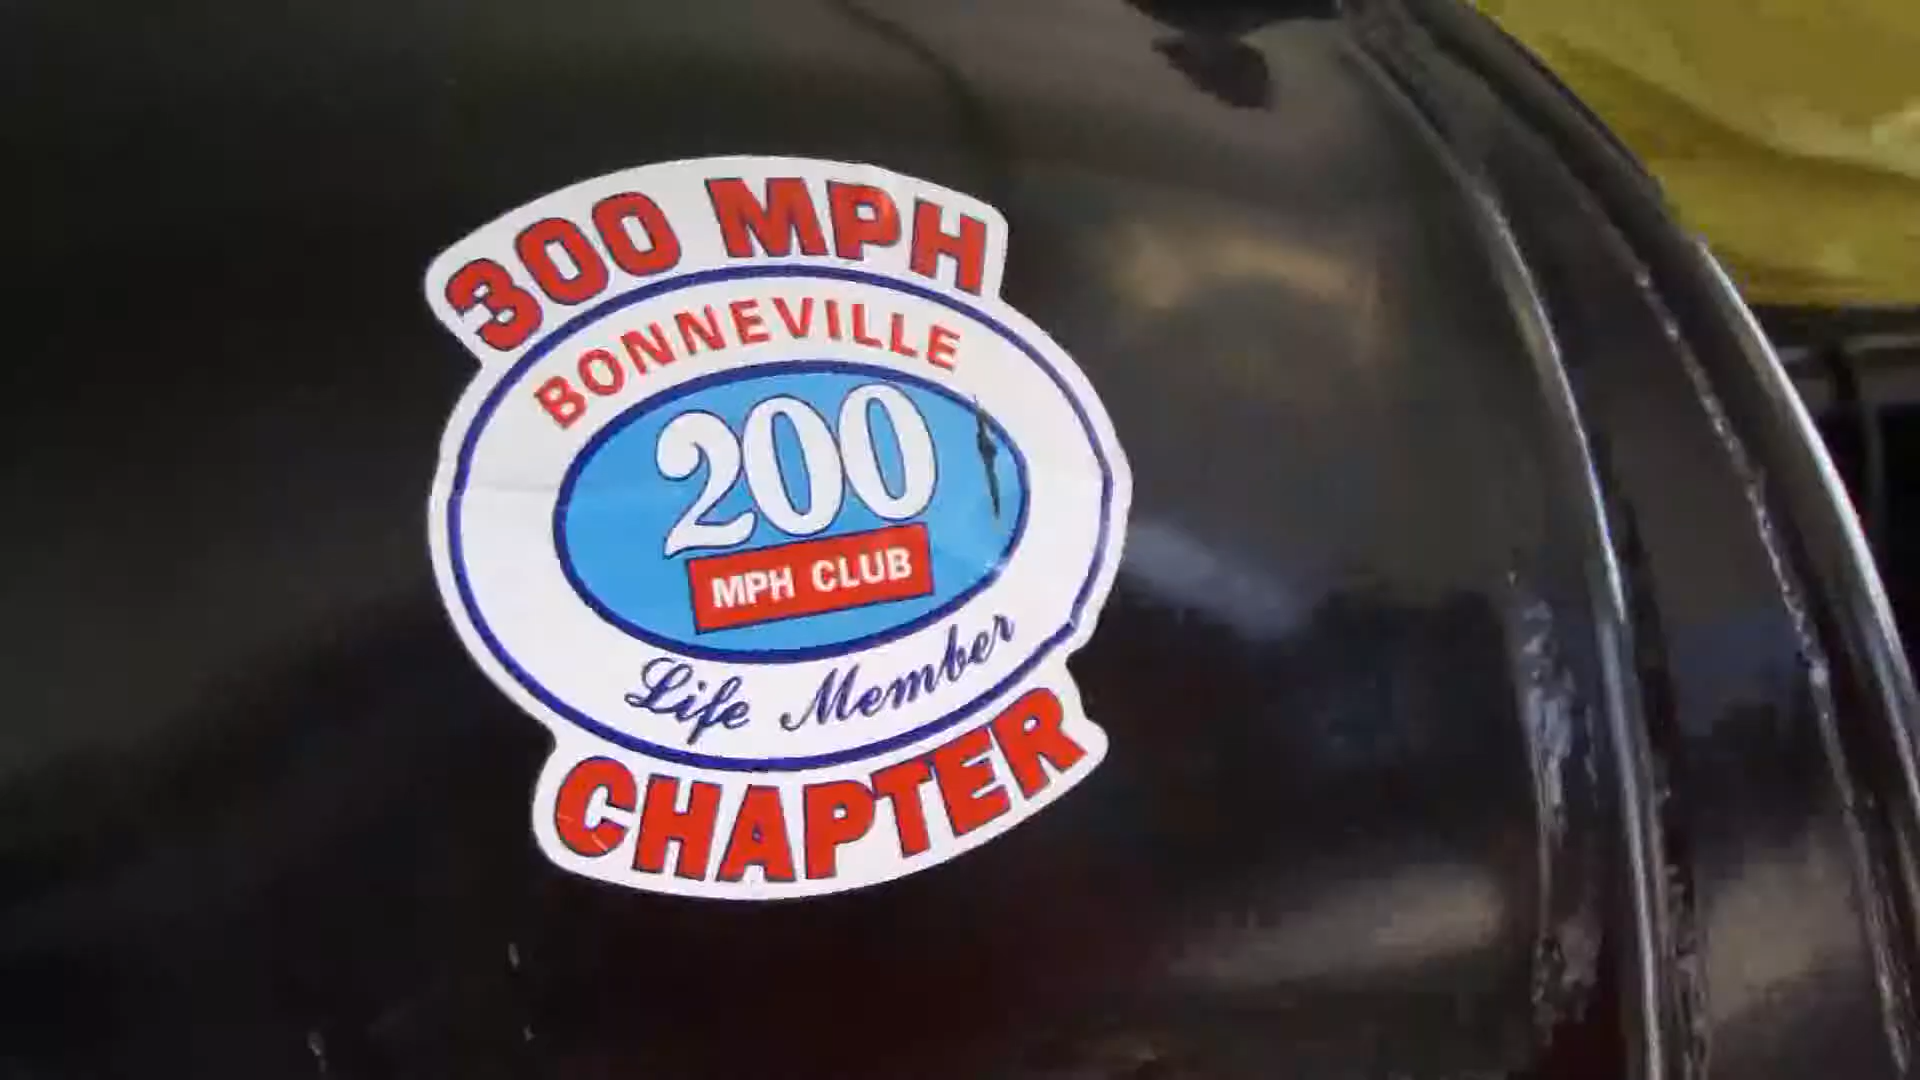 300 MPH
BONNEVILLE
200
MPH CLUB
Life Member
CHAPTER